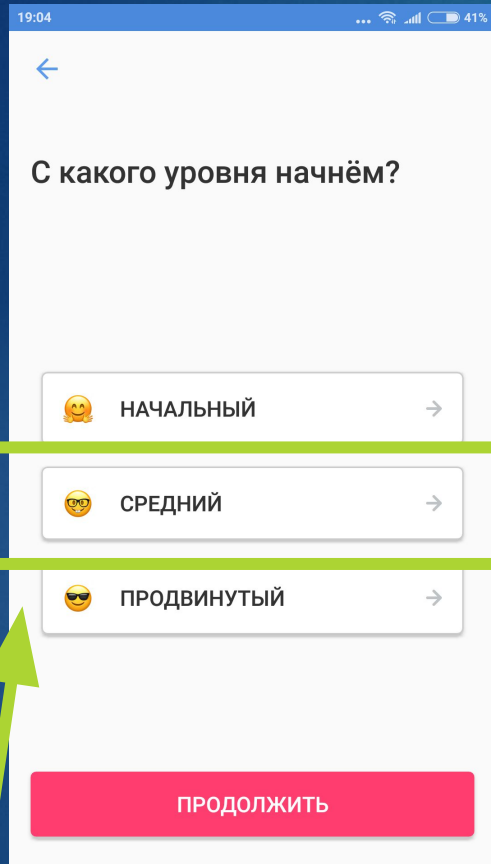 19:04
... 41%
С какого уровня начнём?
НАЧАЛЬНЫЙ
СРЕДНИЙ
ПРОДВИНУТЫЙ
ПРОДОЛЖИТЬ